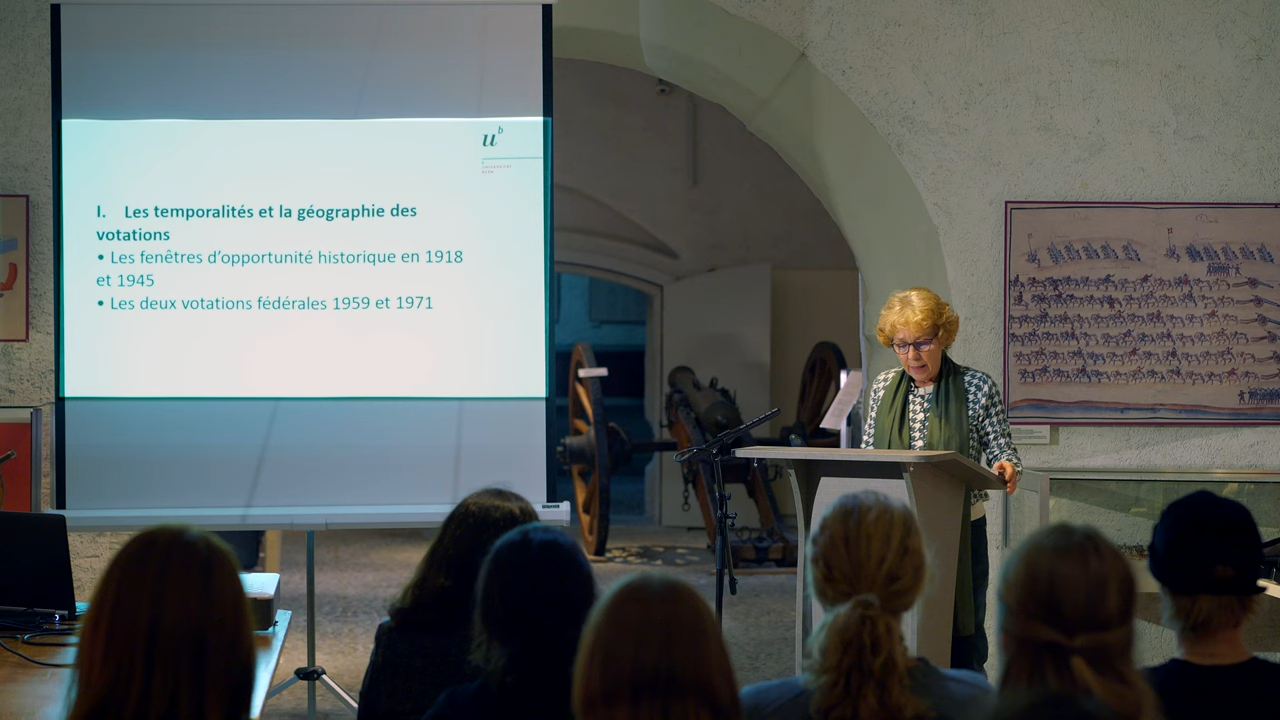 u^b
I. Les temporalités et la géographie des
votations
• Les fenêtres d'opportunité historique en 1918
et 1945
• Les deux votations fédérales 1959 et 1971